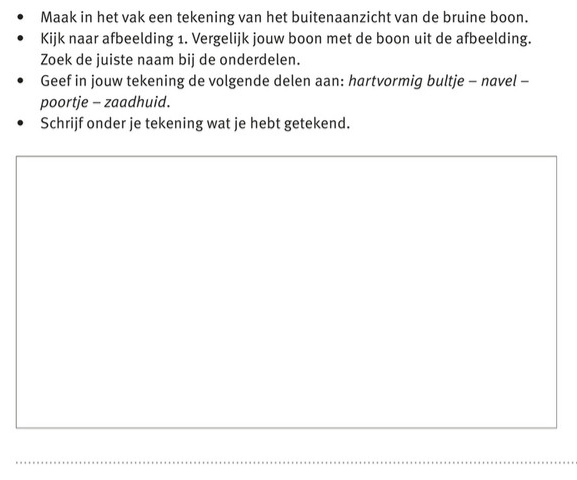 • Maak in het vak een tekening van het buitenaanzicht van de bruine boon.
• Kijk naar afbeelding 1. Vergelijk jouw boon met de boon uit de afbeelding.
Zoek de juiste naam bij de onderdelen.
• Geef in jouw tekening de volgende delen aan: hartvormig bultje – navel –
poortje – zaadhuid.
• Schrijf onder je tekening wat je hebt getekend.